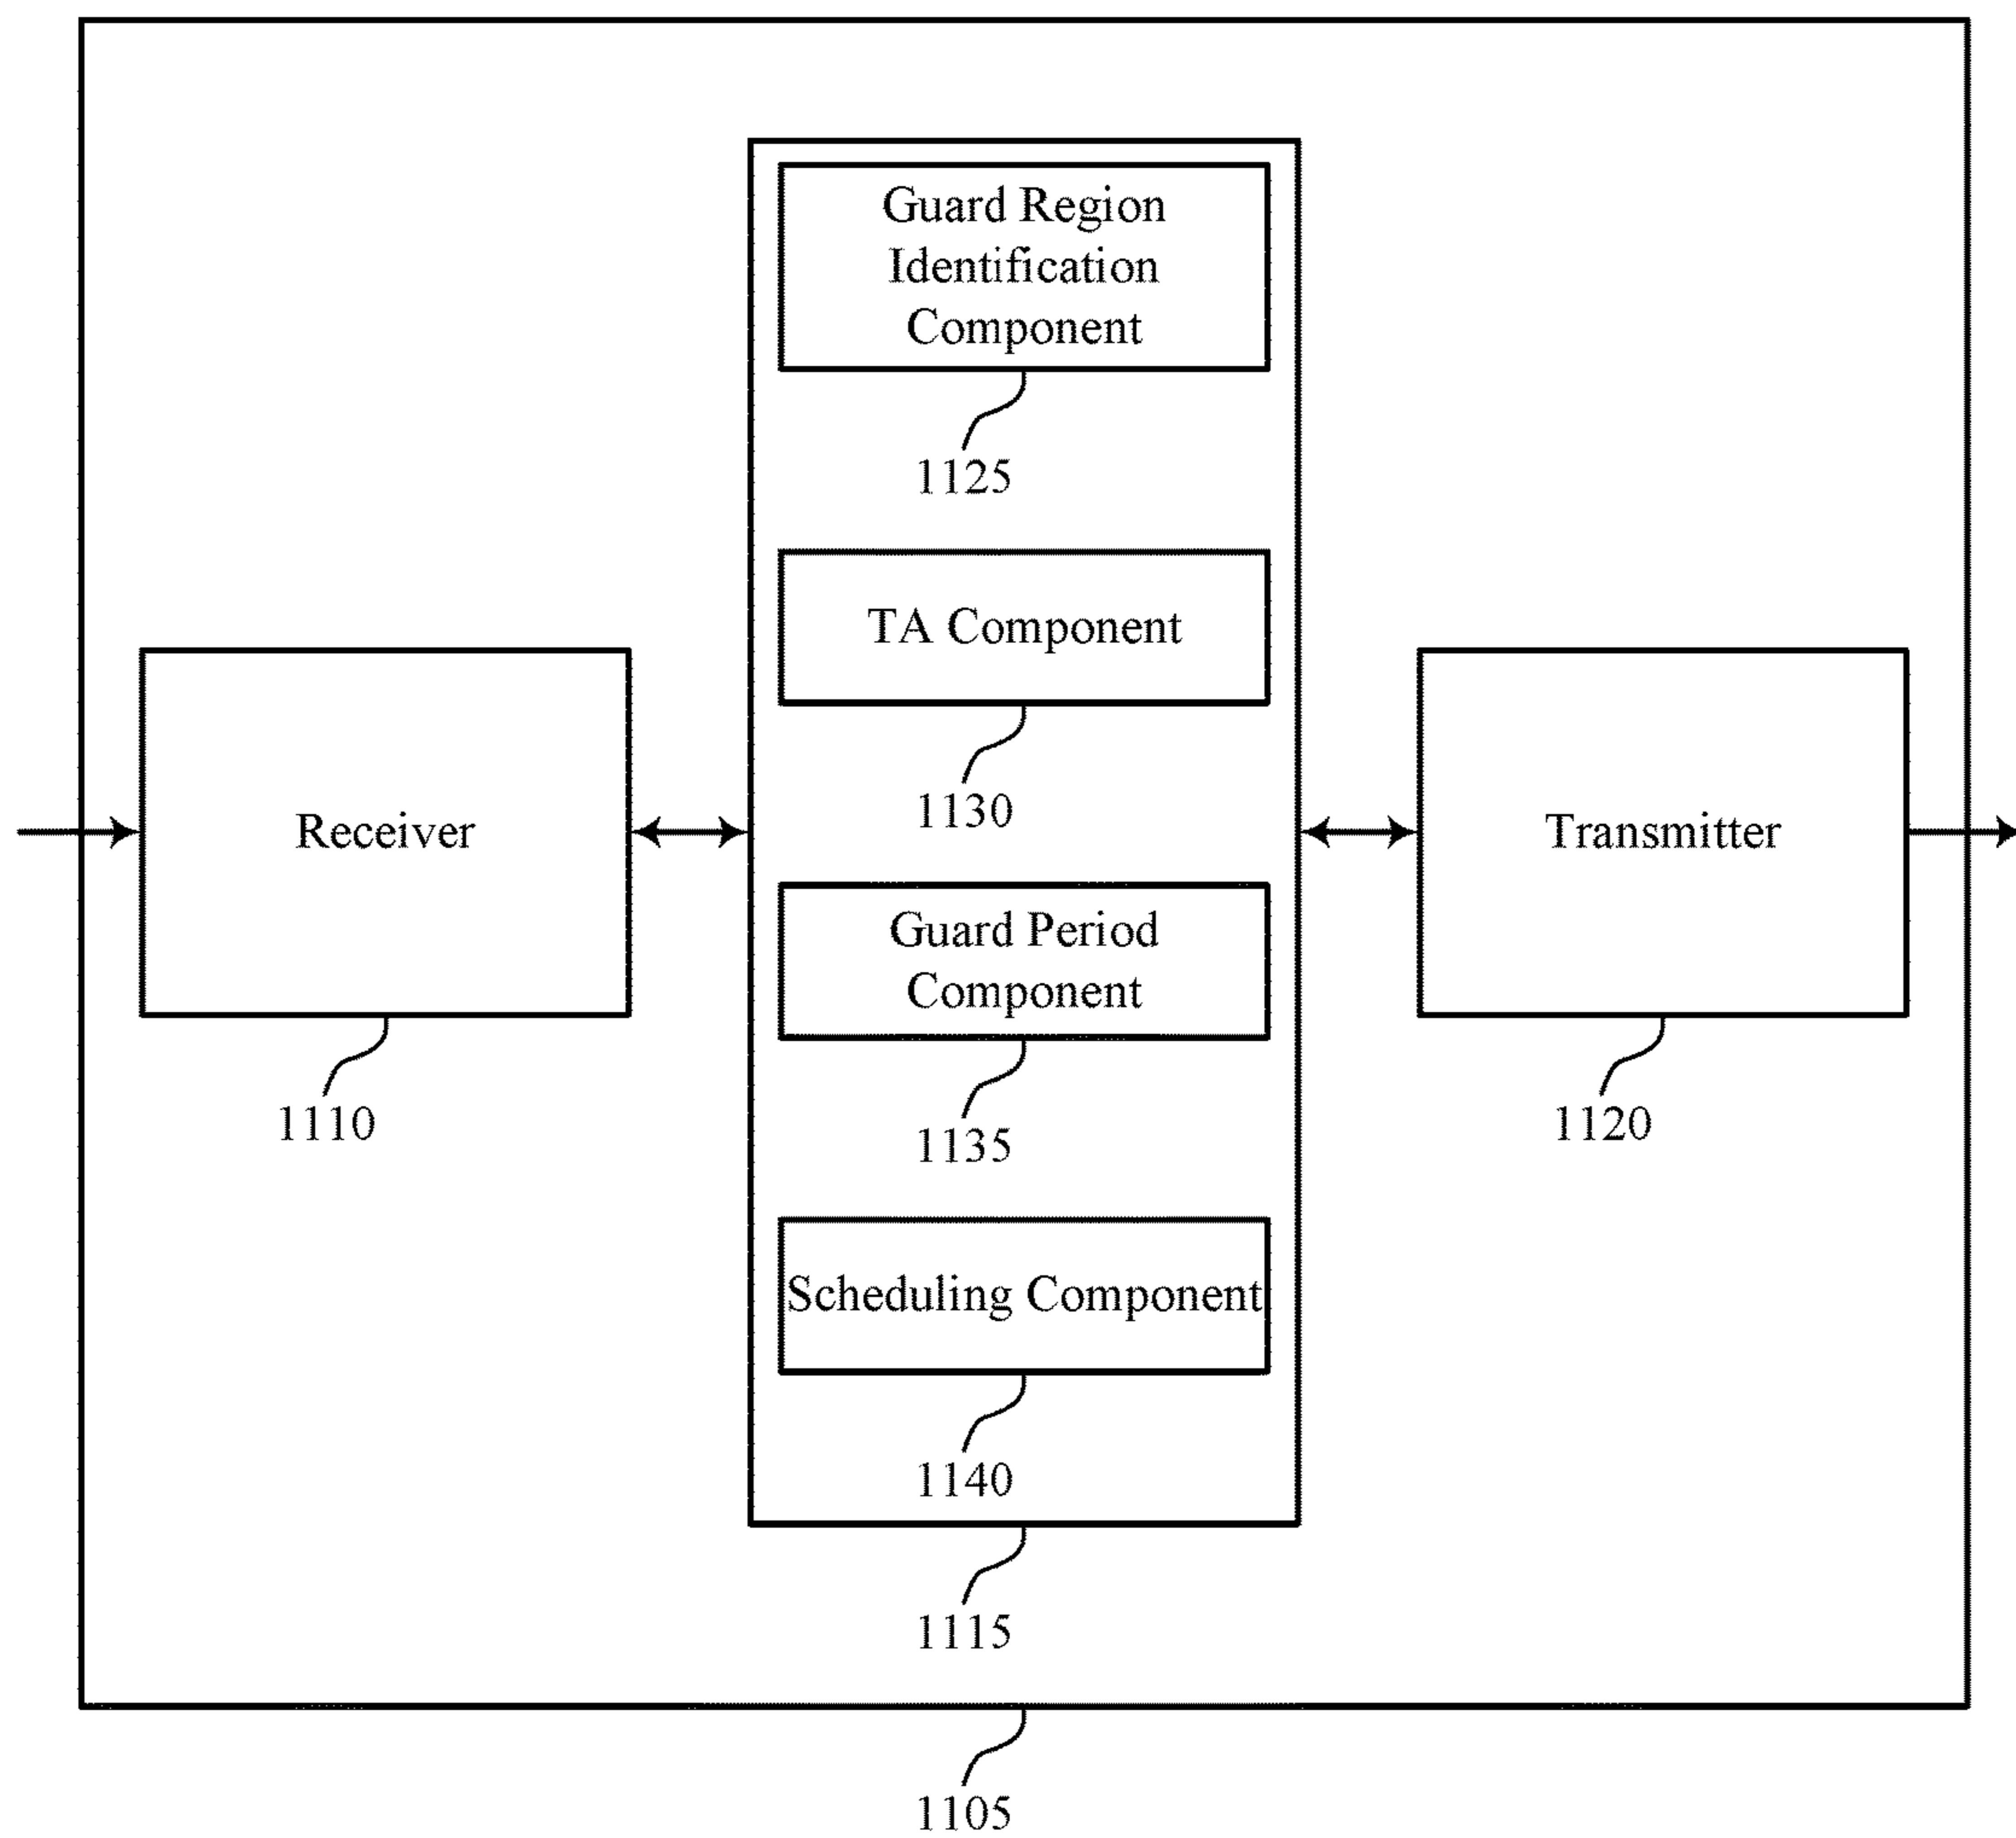 Guard Region
Identification
Component
1125
TA Component
1130
Receiver
1110
Guard Period
Component
1135
Transmitter
1120
Scheduling Component
1140
1115
1105